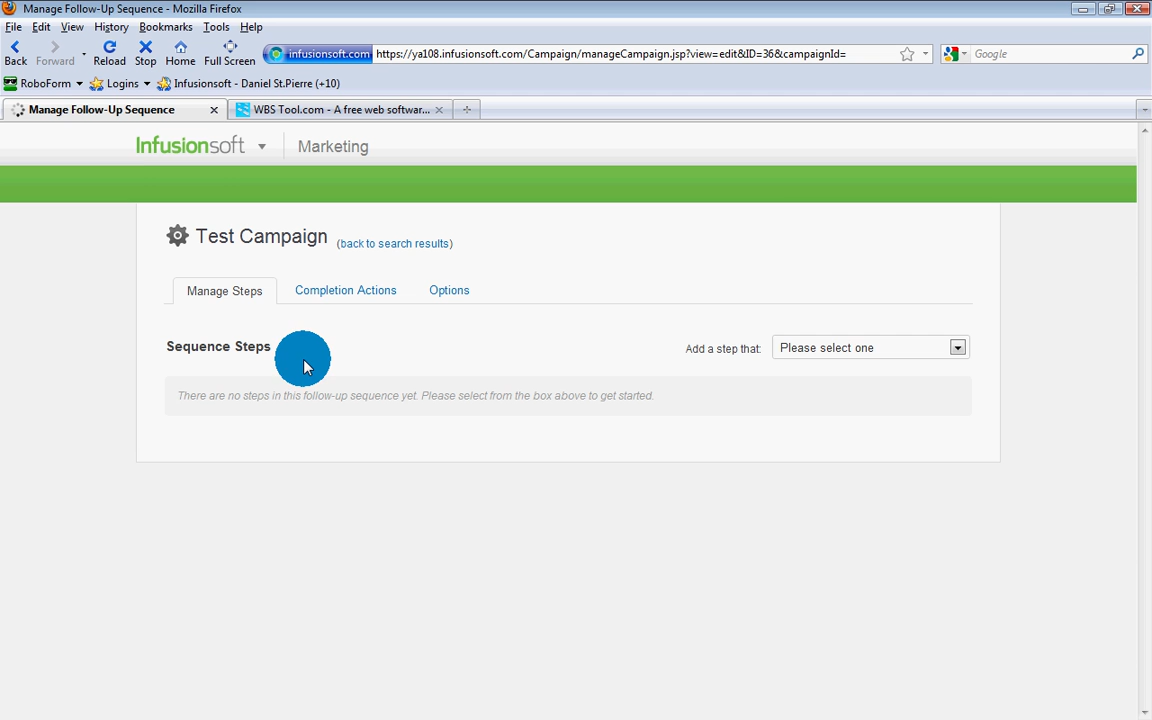 Manage Follow-Up Sequence - Mozilla Firefox
File Edit View History Bookmarks Tools Help
Back Forward Reload Stop Home Full Screen infusionsoft.com https://ya108.infusionsoft.com/Campaign/manageCampaign.jsp?view=edit&ID=36&campaignId= Google
RoboForm Logins Infusionsoft - Daniel St.Pierre (+10)
Manage Follow-Up Sequence WBS Tool.com - A free web softwar...
Infusionsoft Marketing
Test Campaign (back to search results)
Manage Steps Completion Actions Options
Sequence Steps Add a step that: Please select one
There are no steps in this follow-up sequence yet. Please select from the box above to get started.